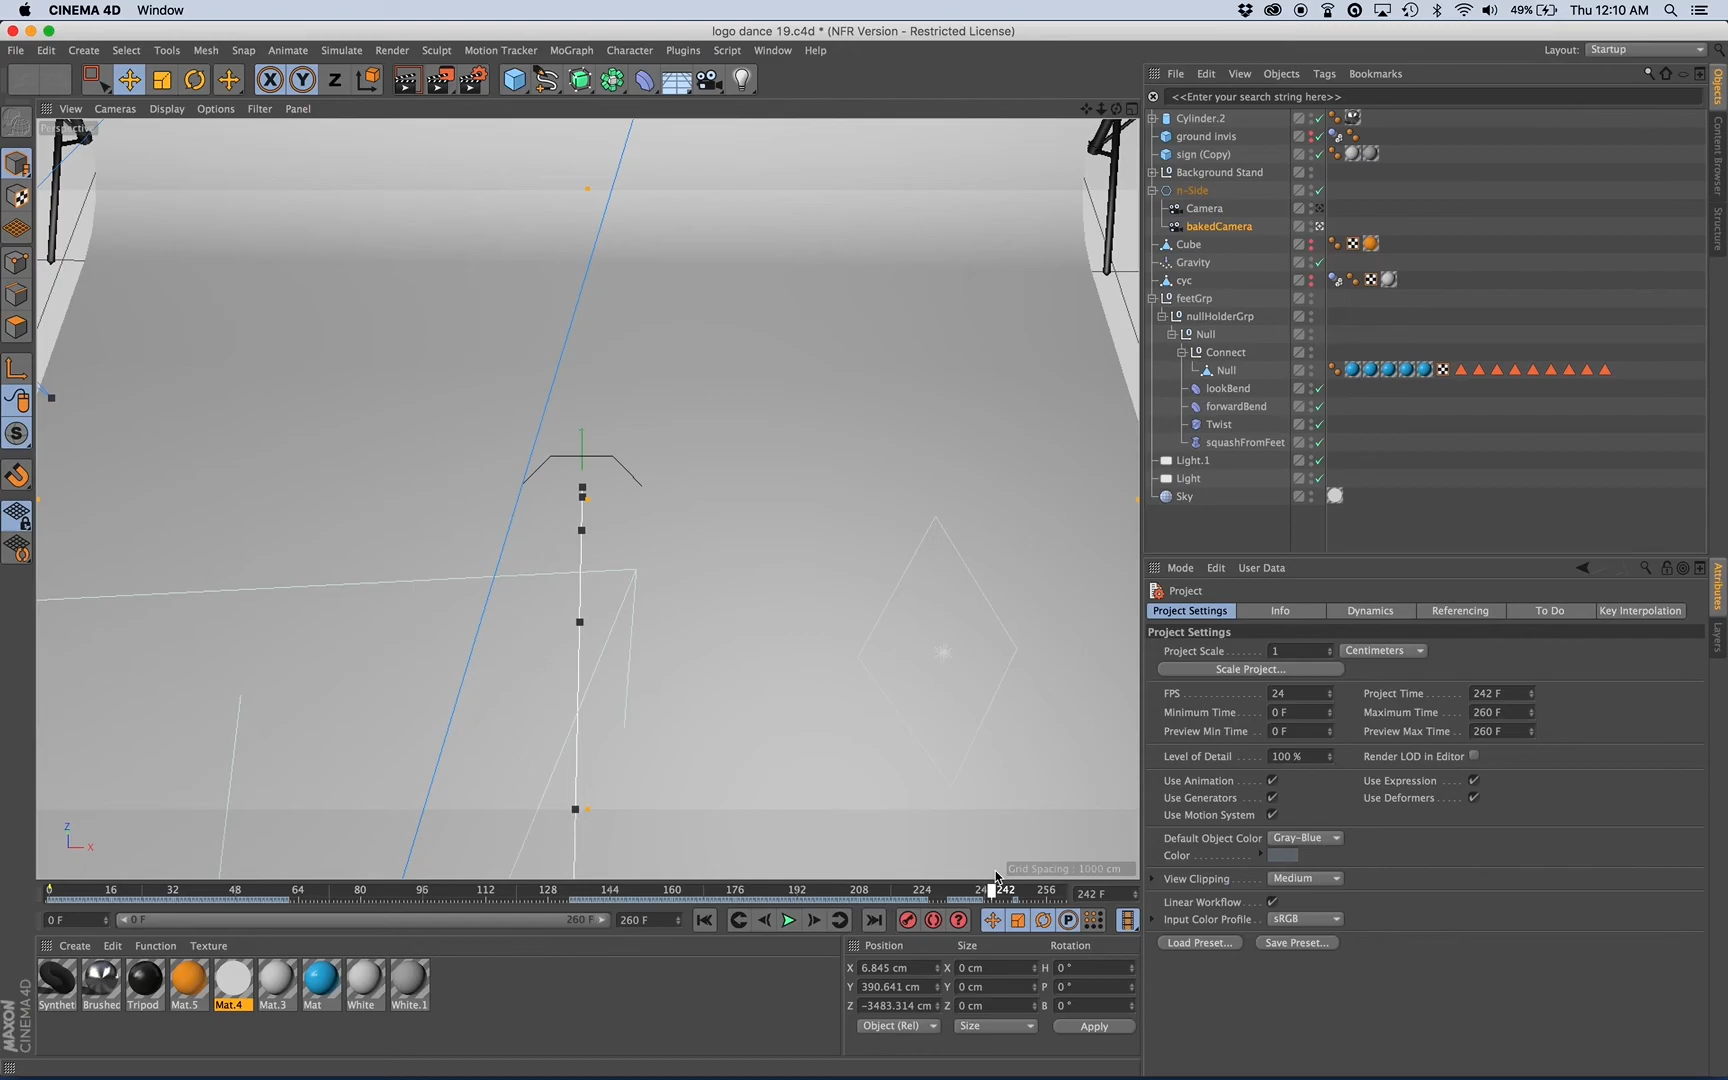 CINEMA 4D Window
49% Thu 12:10 AM
logo dance 19.c4d * (NFR Version - Restricted License)
File Edit Create Select Tools Mesh Snap Animate Simulate Render Sculpt Motion Tracker MoGraph Character Plugins Script Window Help
Layout: Startup
X Y Z
File Edit View Objects Tags Bookmarks
<<Enter your search string here>>
View Cameras Display Options Filter Panel
Perspective
Cylinder.2
ground invis
sign (Copy)
Background Stand
n-Side
Camera
bakedCamera
Cube
Gravity
cyc
feetGrp
nullHolderGrp
Null
Connect
Null
lookBend
forwardBend
Twist
squashFromFeet
Light.1
Light
Sky
Objects
Content Browser
Structure
Attributes
Layers
Mode Edit User Data
Project
Project Settings Info Dynamics Referencing To Do Key Interpolation
Project Settings
Project Scale 1 Centimeters
Scale Project...
FPS 24 Project Time 242 F
Minimum Time 0 F Maximum Time 260 F
Preview Min Time 0 F Preview Max Time 260 F
Level of Detail 100 % Render LOD in Editor
Use Animation Use Expression
Use Generators Use Deformers
Use Motion System
Default Object Color Gray-Blue
Color
View Clipping Medium
Linear Workflow
Input Color Profile sRGB
Load Preset... Save Preset...
Z
X
Grid Spacing : 1000 cm
0 16 32 48 64 80 96 112 128 144 160 176 192 208 224 24 242 256 242 F
0 F 0 F 260 F 260 F
Create Edit Function Texture
Synthet Brushed Tripod Mat.5 Mat.4 Mat.3 Mat White White.1
Position Size Rotation
X 6.845 cm X 0 cm H 0 °
Y 390.641 cm Y 0 cm P 0 °
Z -3483.314 cm Z 0 cm B 0 °
Object (Rel) Size Apply
MAXON
CINEMA 4D